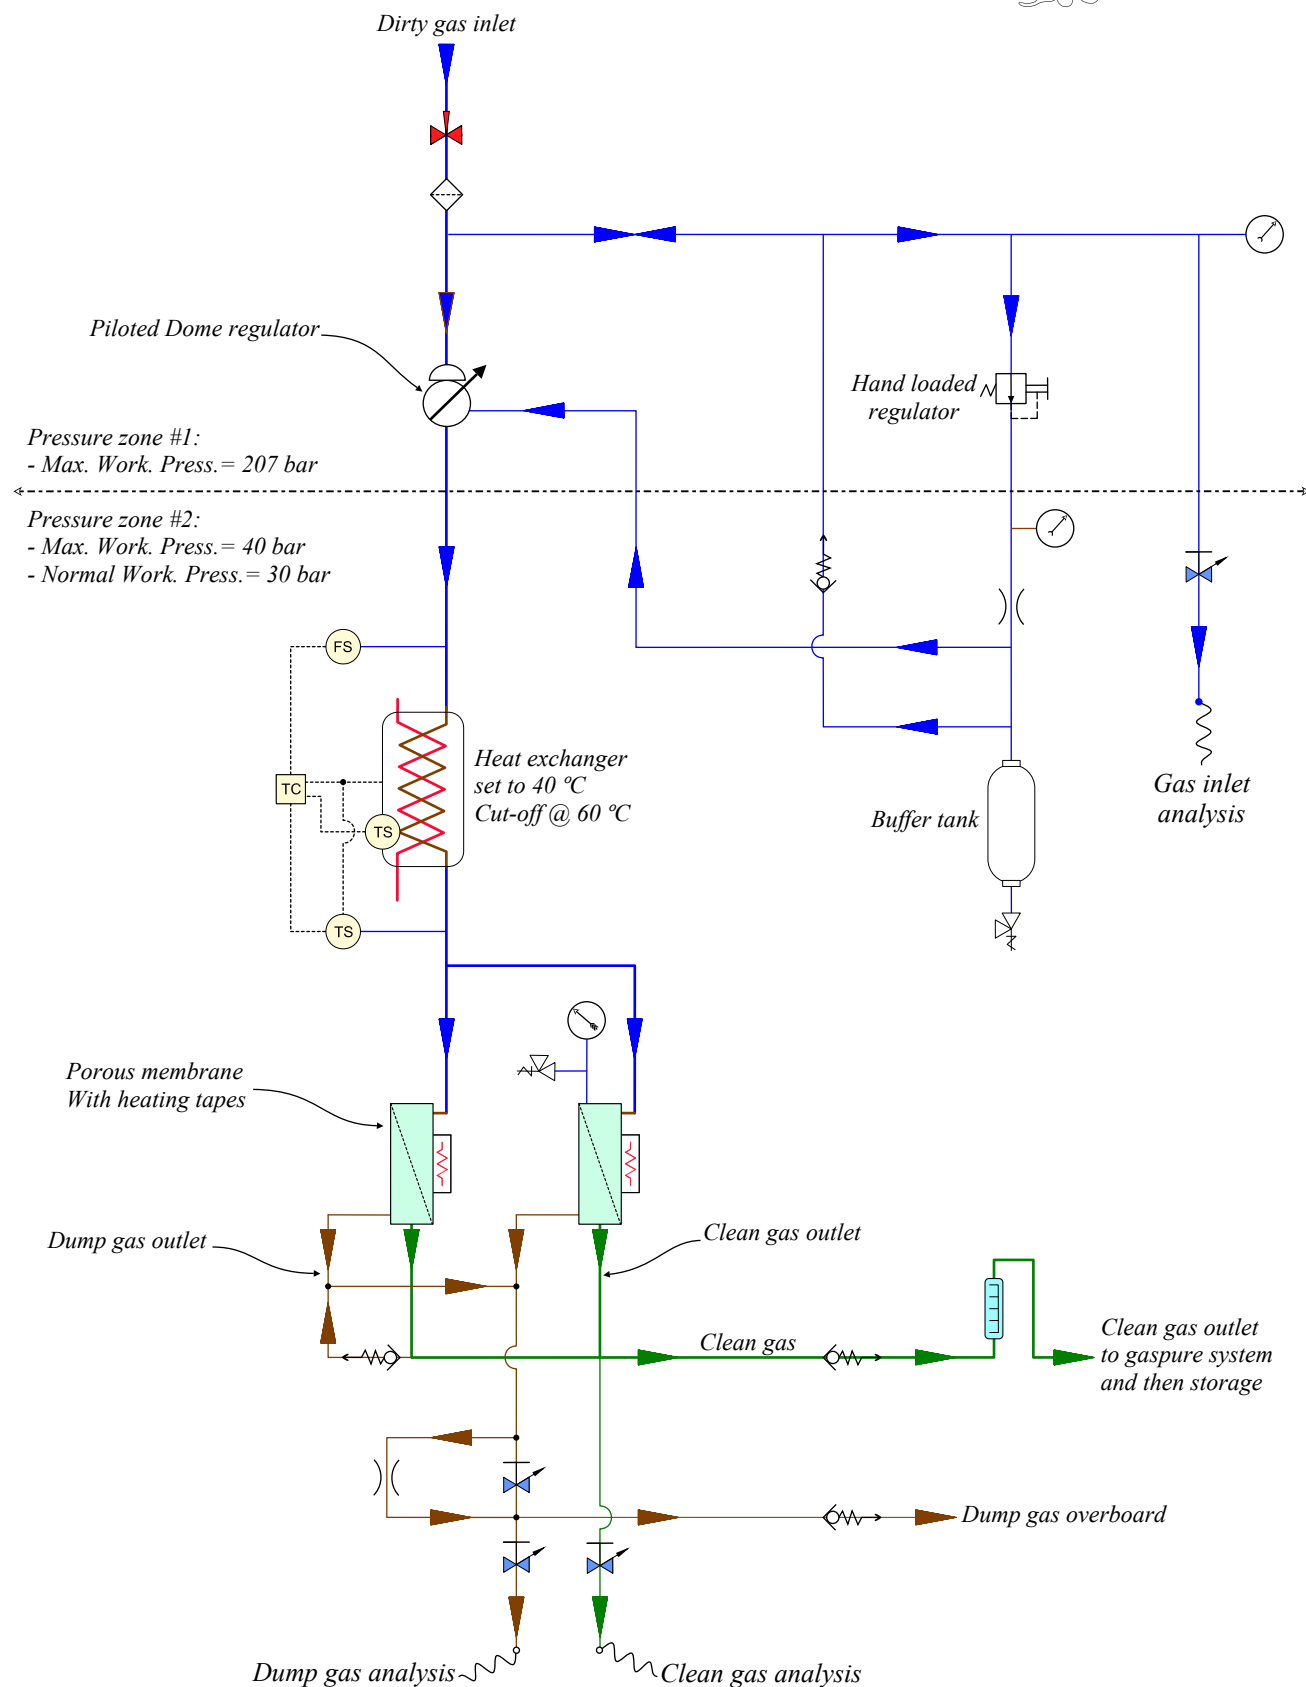 Dirty gas inlet
Piloted Dome regulator
Hand loaded
regulator
Pressure zone #1:
- Max. Work. Press.= 207 bar
Pressure zone #2:
- Max. Work. Press.= 40 bar
- Normal Work. Press.= 30 bar
FS
Heat exchanger
set to 40 ºC
Cut-off @ 60 ºC
TC
TS
Gas inlet
analysis
Buffer tank
TS
Porous membrane
With heating tapes
Dump gas outlet
Clean gas outlet
Clean gas
Clean gas outlet
to gaspure system
and then storage
Dump gas overboard
Dump gas analysis
Clean gas analysis